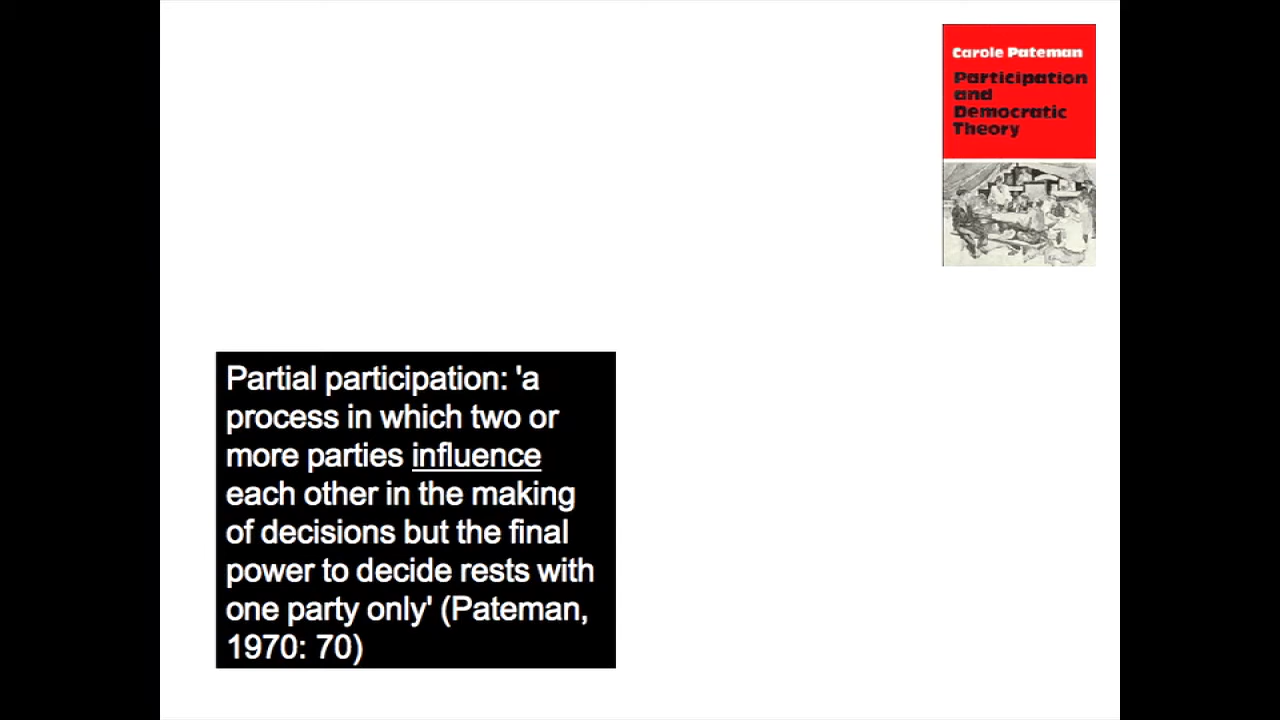 Carole Pateman
Participation
and
Democratic
Theory
Partial participation: 'a
process in which two or
more parties influence
each other in the making
of decisions but the final
power to decide rests with
one party only' (Pateman,
1970: 70)